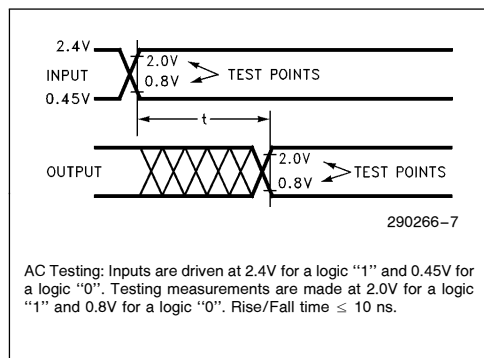 2.4V
INPUT
0.45V
2.0V
0.8V
TEST POINTS
t
OUTPUT
2.0V
0.8V
TEST POINTS
290266–7
AC Testing: Inputs are driven at 2.4V for a logic ‘‘1’’ and 0.45V for
a logic ‘‘0’’. Testing measurements are made at 2.0V for a logic
‘‘1’’ and 0.8V for a logic ‘‘0’’. Rise/Fall time ≤ 10 ns.